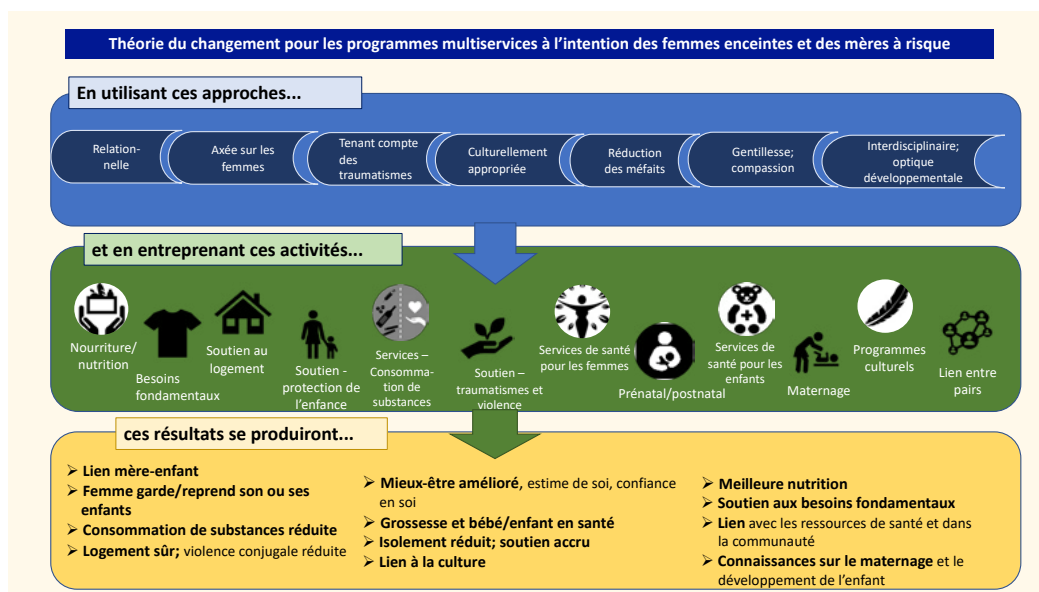 Théorie du changement pour les programmes multiservices à l'intention des femmes enceintes et des mères à risque
En utilisant ces approches...
Relation-
nelle
Axée sur les
femmes
Tenant compte
des
traumatismes
Culturellement
appropriée
Réduction
des méfaits
Gentillesse;
compassion
Interdisciplinaire;
optique
développementale
et en entreprenant ces activités...
Nourriture/
nutrition
Besoins
fondamentaux
Soutien au
logement
Soutien -
protection de
l'enfance
Services –
Consomma-
tion de
substances
Soutien –
traumatismes et
violence
Services de santé
pour les femmes
Prénatal/postnatal
Services de
santé pour les
enfants
Maternage
Programmes
culturels
Lien entre
pairs
ces résultats se produiront...
➢ Lien mère-enfant
➢ Femme garde/reprend son ou ses
enfants
➢ Consommation de substances réduite
➢ Logement sûr; violence conjugale réduite
➢ Mieux-être amélioré, estime de soi, confiance
en soi
➢ Grossesse et bébé/enfant en santé
➢ Isolement réduit; soutien accru
➢ Lien à la culture
➢ Meilleure nutrition
➢ Soutien aux besoins fondamentaux
➢ Lien avec les ressources de santé et dans
la communauté
➢ Connaissances sur le maternage et le
développement de l'enfant